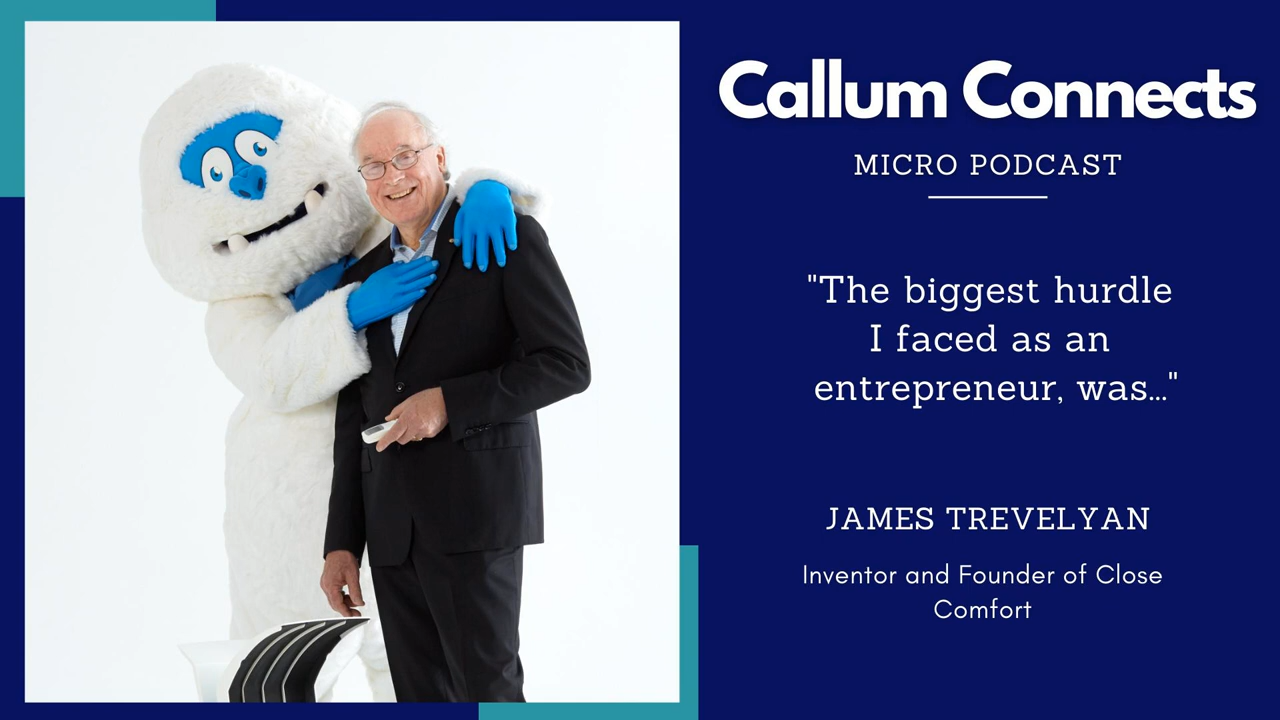 Callum Connects
MICRO PODCAST
"The biggest hurdle
I faced as an
entrepreneur, was..."
JAMES TREVELYAN
Inventor and Founder of Close
Comfort